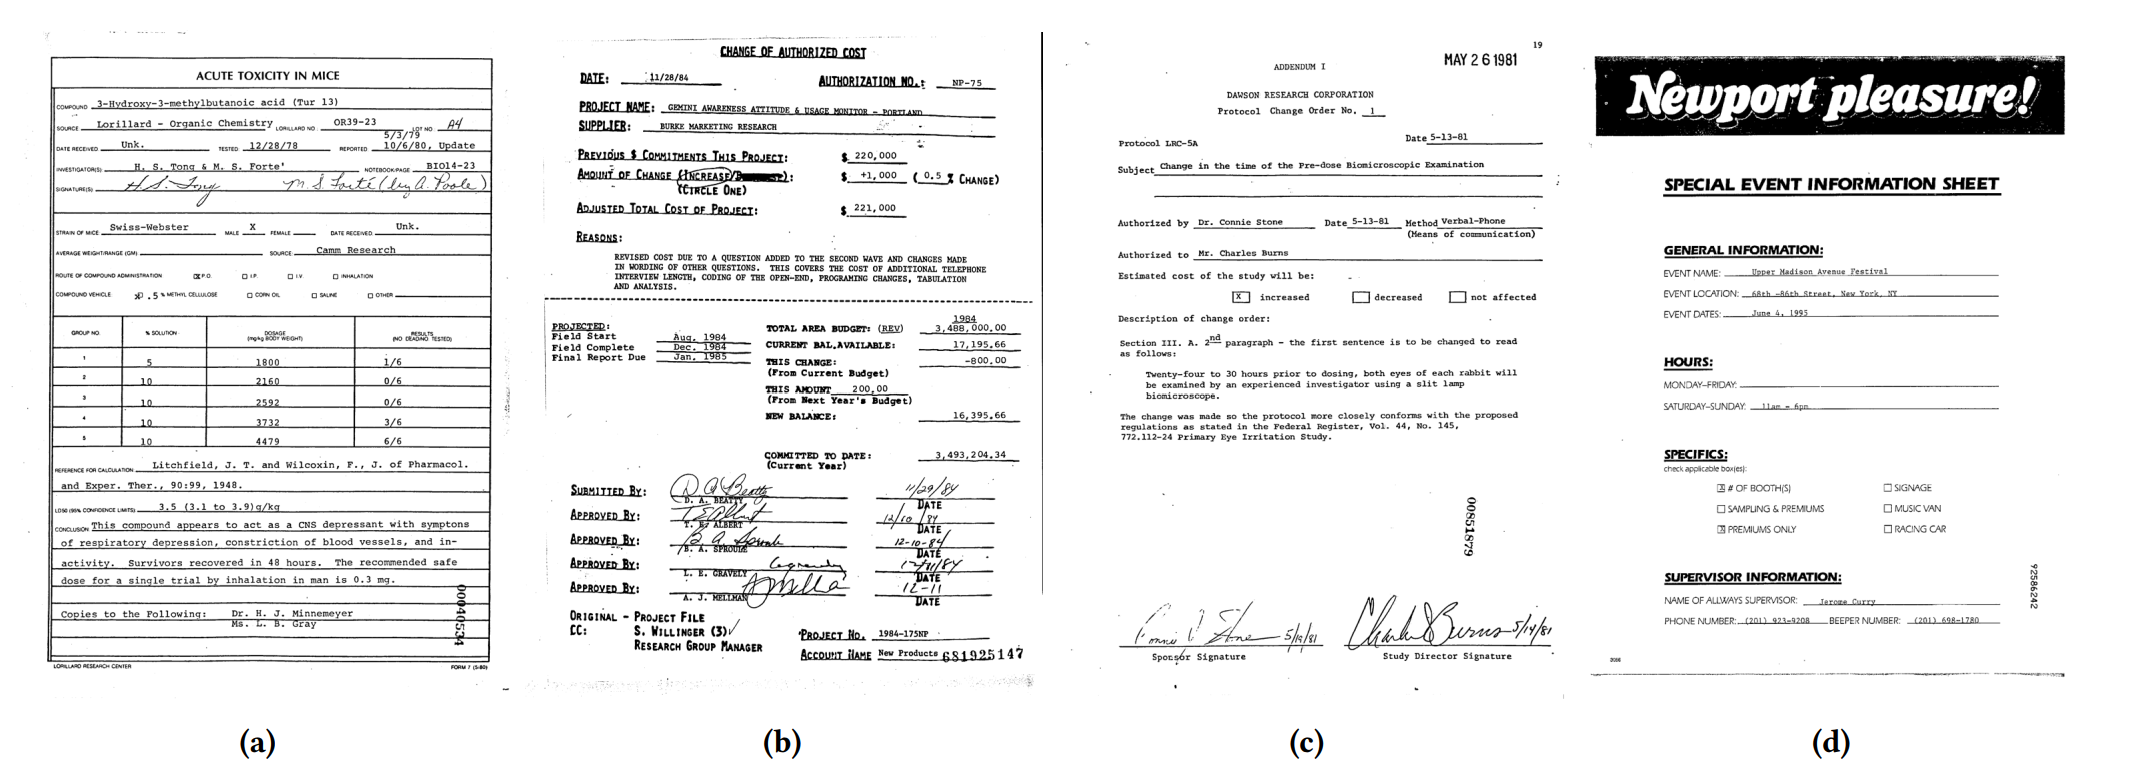 ACUTE TOXICITY IN MICE
COMPOUND 3-Hydroxy-3-methylbutanoic acid (Tur 13)
SOURCE Lorillard - Organic Chemistry LORILLARD NO. OR39-23 LOT NO. A4
5/3/79
DATE RECEIVED Unk. TESTED 12/28/78 REPORTED 10/6/80, Update
INVESTIGATOR(S) H. S. Tong & M. S. Forte' NOTEBOOK/PAGE BIO14-23
SIGNATURE(S) H.S. Tong M. S. Forté (by A. Poole)
STRAIN OF MICE Swiss-Webster MALE X FEMALE DATE RECEIVED Unk.
AVERAGE WEIGHT/RANGE (GM) SOURCE: Camm Research
ROUTE OF COMPOUND ADMINISTRATION X P.O. I.P. I.V. INHALATION
COMPOUND VEHICLE X .5 % METHYL CELLULOSE CORN OIL SALINE OTHER
GROUP NO. % SOLUTION DOSAGE RESULTS
(mg/kg BODY WEIGHT) (NO DEAD/NO. TESTED)
1 5 1800 1/6
2 10 2160 0/6
3 10 2592 0/6
4 10 3732 3/6
5 10 4479 6/6
REFERENCE FOR CALCULATION Litchfield, J. T. and Wilcoxin, F., J. of Pharmacol.
and Exper. Ther., 90:99, 1948.
LD50 (95% CONFIDENCE LIMITS) 3.5 (3.1 to 3.9)g/kg
CONCLUSION This compound appears to act as a CNS depressant with symptons
of respiratory depression, constriction of blood vessels, and in-
activity. Survivors recovered in 48 hours. The recommended safe
dose for a single trial by inhalation in man is 0.3 mg.
Copies to the Following: Dr. H. J. Minnemeyer
Ms. L. B. Gray
00040534
LORILLARD RESEARCH CENTER FORM 7 (5-80)
(a)
CHANGE OF AUTHORIZED COST
DATE: 11/28/84 AUTHORIZATION NO.: NP-75
PROJECT NAME: GEMINI AWARENESS ATTITUDE & USAGE MONITOR - PORTLAND
SUPPLIER: BURKE MARKETING RESEARCH
PREVIOUS $ COMMITMENTS THIS PROJECT: $ 220,000
AMOUNT OF CHANGE (INCREASE/): $ +1,000 (0.5 % CHANGE)
(CIRCLE ONE)
ADJUSTED TOTAL COST OF PROJECT: $ 221,000
REASONS:
REVISED COST DUE TO A QUESTION ADDED TO THE SECOND WAVE AND CHANGES MADE
IN WORDING OF OTHER QUESTIONS. THIS COVERS THE COST OF ADDITIONAL TELEPHONE
INTERVIEW LENGTH, CODING OF THE OPEN-END, PROGRAMING CHANGES, TABULATION
AND ANALYSIS.
PROJECTED:
Field Start Aug. 1984
Field Complete Dec. 1984
Final Report Due Jan. 1985
1984
TOTAL AREA BUDGET: (REV) 3,488,000.00
CURRENT BAL.AVAILABLE: 17,195.66
THIS CHANGE: -800.00
(From Current Budget)
THIS AMOUNT 200.00
(From Next Year's Budget)
NEW BALANCE: 16,395.66
COMMITTED TO DATE: 3,493,204.34
(Current Year)
SUBMITTED BY: D. A. Beatty 11/29/84
D. A. BEATTY DATE
APPROVED BY: T E Albert 12/10/84
T. E. ALBERT DATE
APPROVED BY: B. A. Sproule 12-10-84
B. A. SPROULE DATE
APPROVED BY: 12/11/84
L. E. GRAVELY DATE
APPROVED BY: 12-11
A. J. MELLMAN DATE
ORIGINAL - PROJECT FILE
CC: S. WILLINGER (3)
RESEARCH GROUP MANAGER
PROJECT NO. 1984-175NP
ACCOUNT NAME New Products 681925147
(b)
19
MAY 26 1981
ADDENDUM I
DAWSON RESEARCH CORPORATION
Protocol Change Order No. 1
Date 5-13-81
Protocol LRC-5A
Subject Change in the time of the Pre-dose Biomicroscopic Examination
Authorized by Dr. Connie Stone Date 5-13-81 Method Verbal-Phone
(Means of communication)
Authorized to Mr. Charles Burns
Estimated cost of the study will be:
X increased decreased not affected
Description of change order:
Section III. A. 2nd paragraph - the first sentence is to be changed to read
as follows:
Twenty-four to 30 hours prior to dosing, both eyes of each rabbit will
be examined by an experienced investigator using a slit lamp
biomicroscope.
The change was made so the protocol more closely conforms with the proposed
regulations as stated in the Federal Register, Vol. 44, No. 145,
772.112-24 Primary Eye Irritation Study.
00851879
Connie Stone 5/19/81 Charles Burns 5/14/81
Sponsor Signature Study Director Signature
(c)
Newport pleasure!
SPECIAL EVENT INFORMATION SHEET
GENERAL INFORMATION:
EVENT NAME: Upper Madison Avenue Festival
EVENT LOCATION: 68th -86th Street, New York, NY
EVENT DATES: June 4, 1995
HOURS:
MONDAY-FRIDAY:
SATURDAY-SUNDAY: 11am - 6pm
SPECIFICS:
check applicable box(es):
X # OF BOOTH(S) SIGNAGE
SAMPLING & PREMIUMS MUSIC VAN
X PREMIUMS ONLY RACING CAR
SUPERVISOR INFORMATION:
NAME OF ALLWAYS SUPERVISOR: Jerome Curry
PHONE NUMBER: (201) 923-9208 BEEPER NUMBER: (201) 698-1780
92586242
(d)